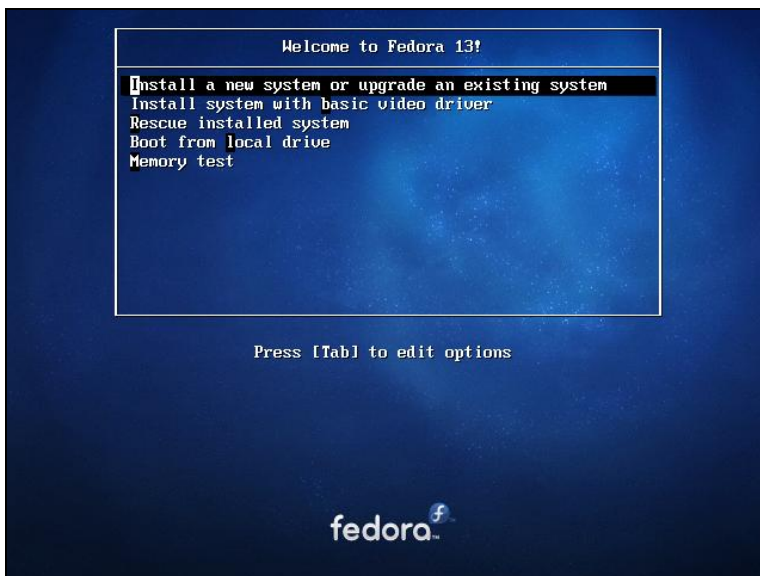 Welcome to Fedora 13!
Install a new system or upgrade an existing system
Install system with basic video driver
Rescue installed system
Boot from local drive
Memory test
Press [Tab] to edit options
fedora™